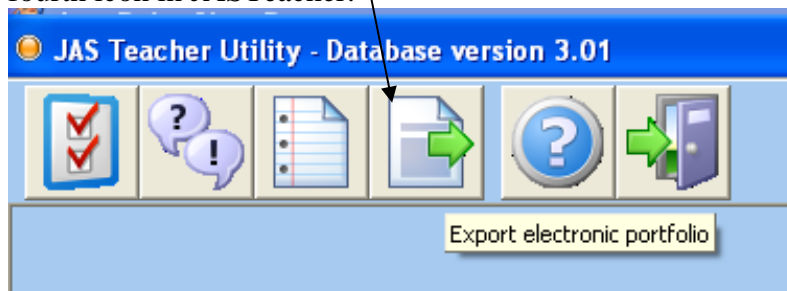 JAS Teacher Utility - Database version 3.01
? !
?
Export electronic portfolio